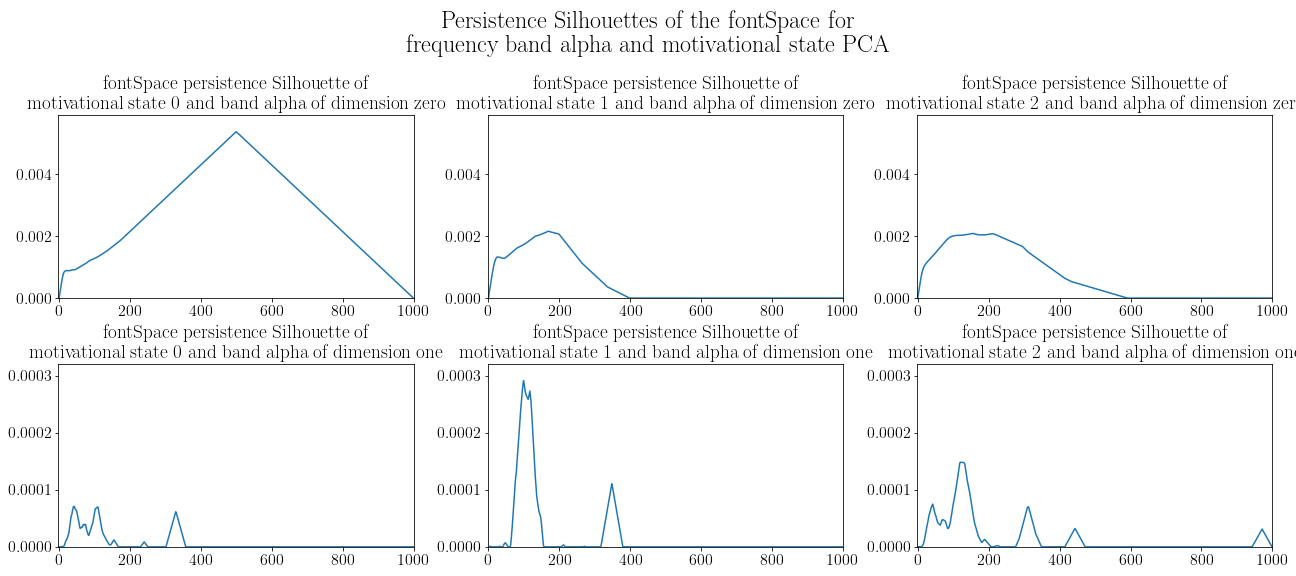 Persistence Silhouettes of the fontSpace for
frequency band alpha and motivational state PCA
fontSpace persistence Silhouette of
motivational state 0 and band alpha of dimension zero
0.004
0.002
0.000
0 200 400 600 800 1000
fontSpace persistence Silhouette of
motivational state 1 and band alpha of dimension zero
0.004
0.002
0.000
0 200 400 600 800 1000
fontSpace persistence Silhouette of
motivational state 2 and band alpha of dimension zer
0.004
0.002
0.000
0 200 400 600 800 1000
fontSpace persistence Silhouette of
motivational state 0 and band alpha of dimension one
0.0003
0.0002
0.0001
0.0000
0 200 400 600 800 1000
fontSpace persistence Silhouette of
motivational state 1 and band alpha of dimension one
0.0003
0.0002
0.0001
0.0000
0 200 400 600 800 1000
fontSpace persistence Silhouette of
motivational state 2 and band alpha of dimension one
0.0003
0.0002
0.0001
0.0000
0 200 400 600 800 1000